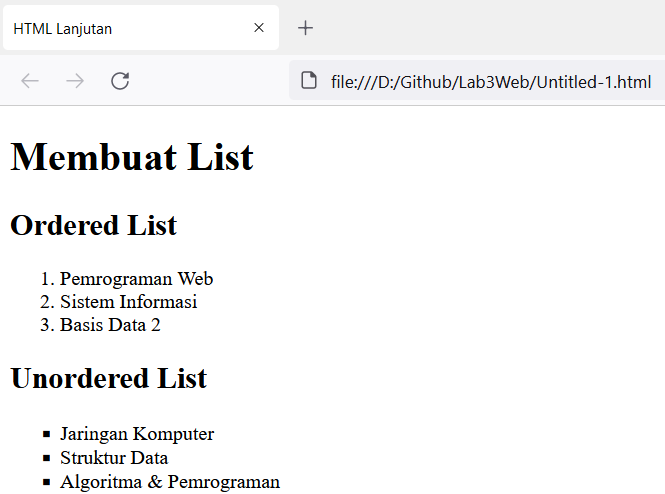 HTML Lanjutan
file:///D:/Github/Lab3Web/Untitled-1.html
Membuat List
Ordered List
1. Pemrograman Web
2. Sistem Informasi
3. Basis Data 2
Unordered List
▪ Jaringan Komputer
▪ Struktur Data
▪ Algoritma & Pemrograman